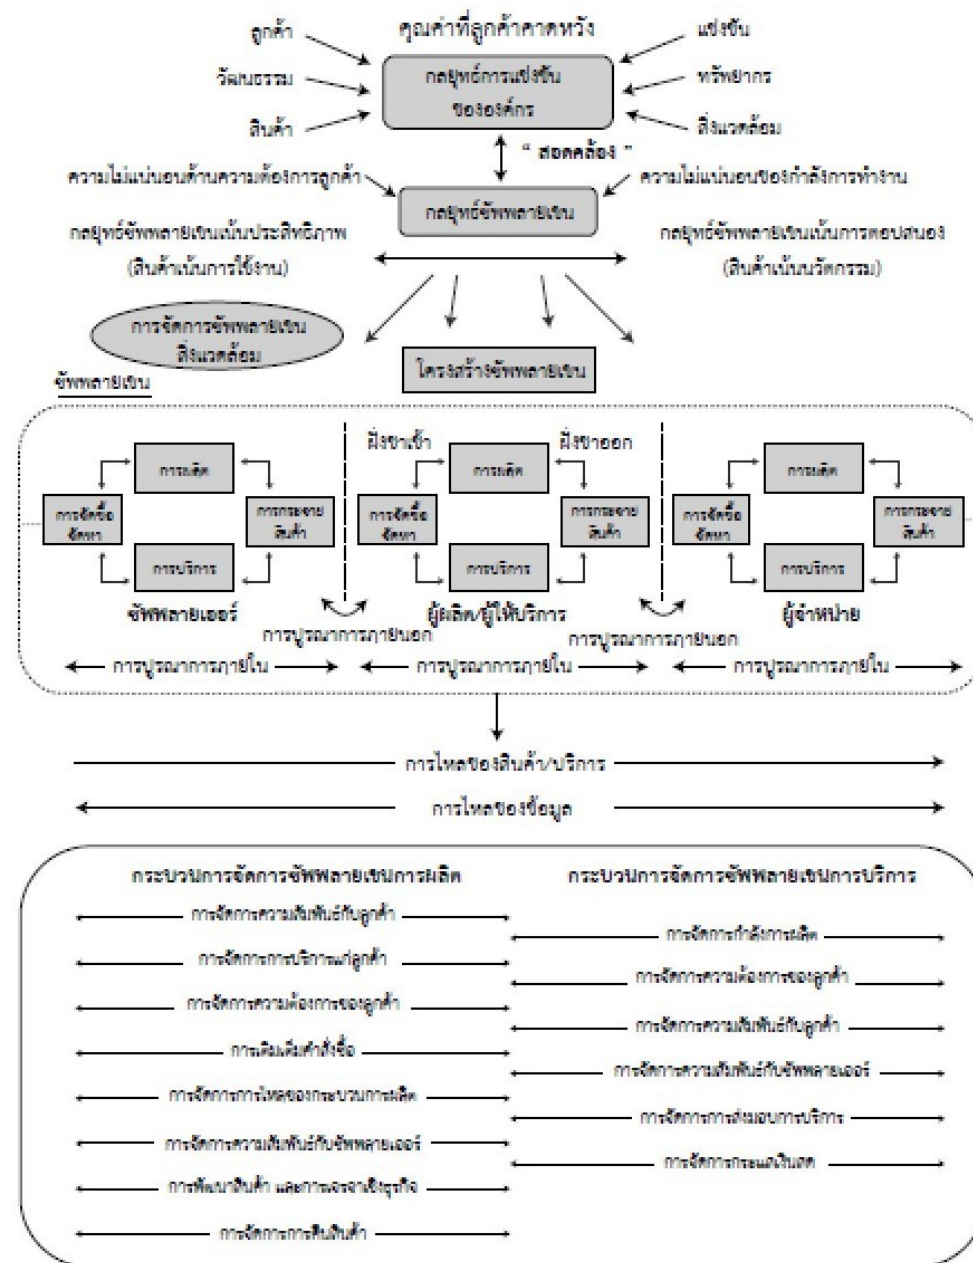 คุณค่าที่ลูกค้าคาดหวัง
ลูกค้า
วัฒนธรรม
สินค้า
กลยุทธ์การแข่งขัน
ขององค์กร
แข่งขัน
ทรัพยากร
สิ่งแวดล้อม
“ สอดคล้อง ”
ความไม่แน่นอนด้านความต้องการลูกค้า
ความไม่แน่นอนของกำลังการทำงาน
กลยุทธ์ซัพพลายเชน
กลยุทธ์ซัพพลายเชนเน้นประสิทธิภาพ
(สินค้าเน้นการใช้งาน)
กลยุทธ์ซัพพลายเชนเน้นการตอบสนอง
(สินค้าเน้นนวัตกรรม)
การจัดการซัพพลายเชน
สิ่งแวดล้อม
โครงสร้างซัพพลายเชน
ซัพพลายเชน
การผลิต
การจัดซื้อ
จัดหา
การกระจาย
สินค้า
การบริการ
ซัพพลายเออร์
ฝั่งขาเข้า
ฝั่งขาออก
การผลิต
การจัดซื้อ
จัดหา
การกระจาย
สินค้า
การบริการ
ผู้ผลิต/ผู้ให้บริการ
การผลิต
การจัดซื้อ
จัดหา
การกระจาย
สินค้า
การบริการ
ผู้จำหน่าย
การบูรณาการภายนอก
การบูรณาการภายนอก
การบูรณาการภายใน
การบูรณาการภายใน
การบูรณาการภายใน
การไหลของสินค้า/บริการ
การไหลของข้อมูล
กระบวนการจัดการซัพพลายเชนการผลิต
การจัดการความสัมพันธ์กับลูกค้า
การจัดการการบริการแก่ลูกค้า
การจัดการความต้องการของลูกค้า
การเติมเต็มคำสั่งซื้อ
การจัดการการไหลของกระบวนการผลิต
การจัดการความสัมพันธ์กับซัพพลายเออร์
การพัฒนาสินค้า และการเจรจาเชิงธุรกิจ
การจัดการการคืนสินค้า
กระบวนการจัดการซัพพลายเชนการบริการ
การจัดการกำลังการผลิต
การจัดการความต้องการของลูกค้า
การจัดการความสัมพันธ์กับลูกค้า
การจัดการความสัมพันธ์กับซัพพลายเออร์
การจัดการการส่งมอบการบริการ
การจัดการกระแสเงินสด